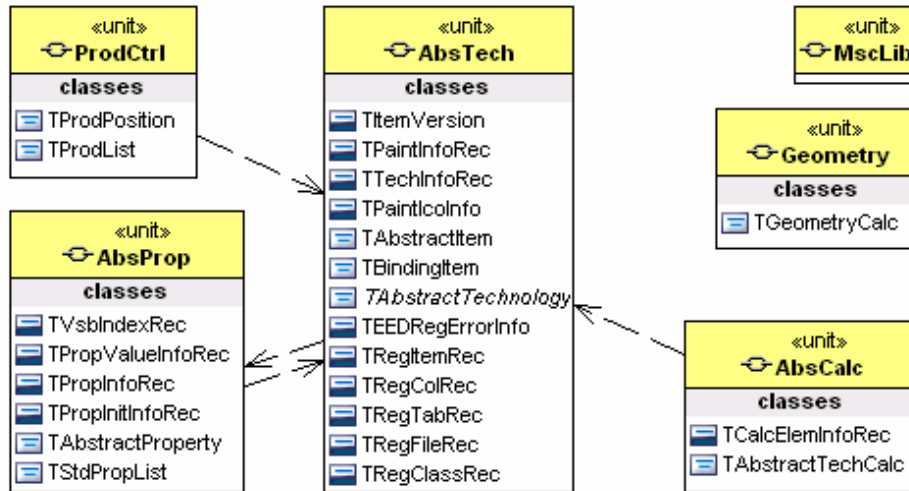 «unit»
ProdCtrl
classes
TProdPosition
TProdList
«unit»
AbsProp
classes
TVsbIndexRec
TPropValueInfoRec
TPropInfoRec
TPropInitInfoRec
TAbstractProperty
TStdPropList
«unit»
AbsTech
classes
TItemVersion
TPaintInfoRec
TTechInfoRec
TPaintIcoInfo
TAbstractItem
TBindingItem
TAbstractTechnology
TEEDRegErrorInfo
TRegItemRec
TRegColRec
TRegTabRec
TRegFileRec
TRegClassRec
«unit»
MscLib
«unit»
Geometry
classes
TGeometryCalc
«unit»
AbsCalc
classes
TCalcElemInfoRec
TAbstractTechCalc